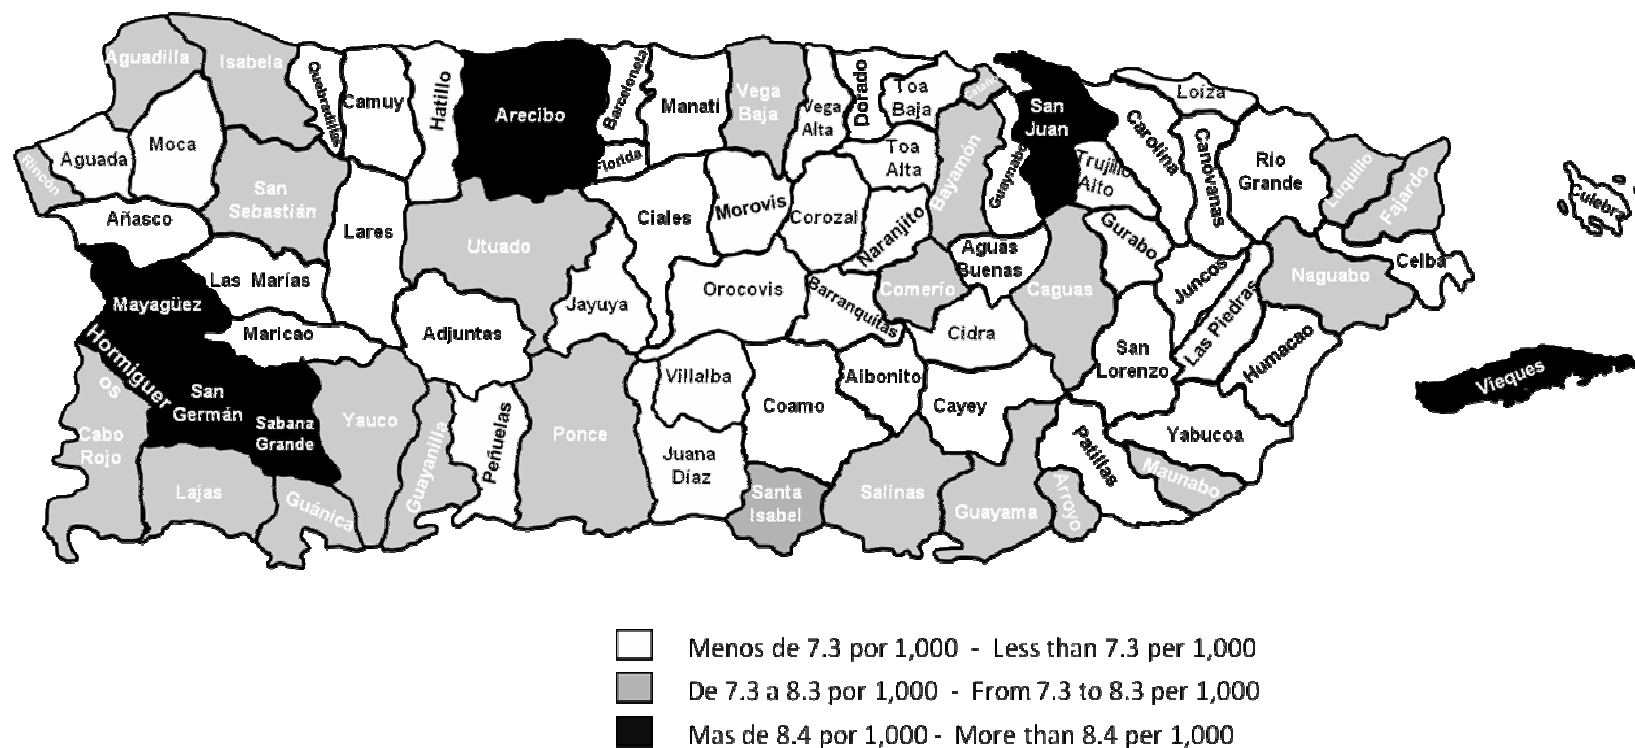 Aguadilla
Isabela
Quebradillas
Camuy
Hatillo
Arecibo
Barceloneta
Manatí
Vega
Baja
Vega
Alta
Dorado
Toa
Baja
Cataño
San
Juan
Loíza
Carolina
Canóvanas
Río
Grande
Luquillo
Fajardo
Culebra
Rincón
Aguada
Moca
San
Sebastián
Florida
Toa
Alta
Bayamón
Guaynabo
Trujillo
Alto
Añasco
Lares
Utuado
Ciales
Morovis
Corozal
Naranjito
Aguas
Buenas
Gurabo
Ceiba
Las Marías
Mayagüez
Maricao
Adjuntas
Jayuya
Orocovis
Barranquitas
Comerío
Cidra
Caguas
Juncos
Las Piedras
Naguabo
Humacao
Vieques
Hormiguer
os
San
Germán
Sabana
Grande
Yauco
Villalba
Coamo
Aibonito
Cayey
San
Lorenzo
Cabo
Rojo
Lajas
Guánica
Guayanilla
Peñuelas
Ponce
Juana
Díaz
Santa
Isabel
Salinas
Guayama
Arroyo
Patillas
Maunabo
Yabucoa
Menos de 7.3 por 1,000 - Less than 7.3 per 1,000
De 7.3 a 8.3 por 1,000 - From 7.3 to 8.3 per 1,000
Mas de 8.4 por 1,000 - More than 8.4 per 1,000